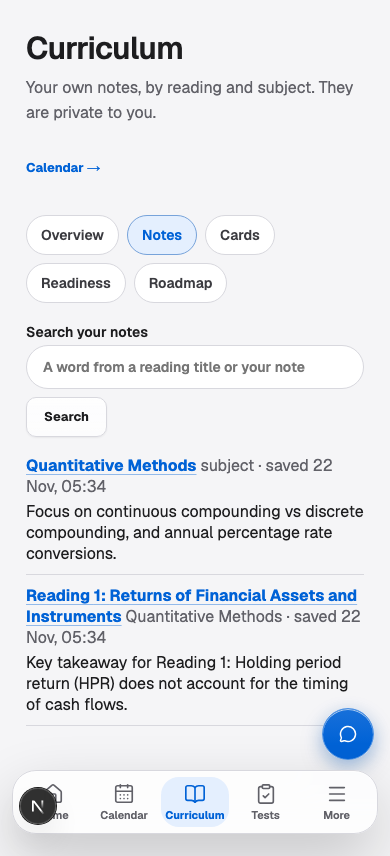 Curriculum
Your own notes, by reading and subject. They
are private to you.
Calendar →
Overview
Notes
Cards
Readiness
Roadmap
Search your notes
A word from a reading title or your note
Search
Quantitative Methods subject · saved 22
Nov, 05:34
Focus on continuous compounding vs discrete
compounding, and annual percentage rate
conversions.
Reading 1: Returns of Financial Assets and
Instruments Quantitative Methods · saved 22
Nov, 05:34
Key takeaway for Reading 1: Holding period
return (HPR) does not account for the timing
of cash flows.
N
Calendar
Curriculum
Tests
More